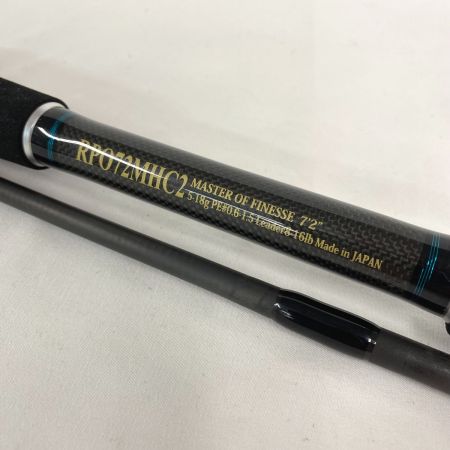 RPO72MHC2 MASTER OF FINESSE 7'2"
5-18g PE#0.6-1.5 Leader8-16lb Made in JAPAN